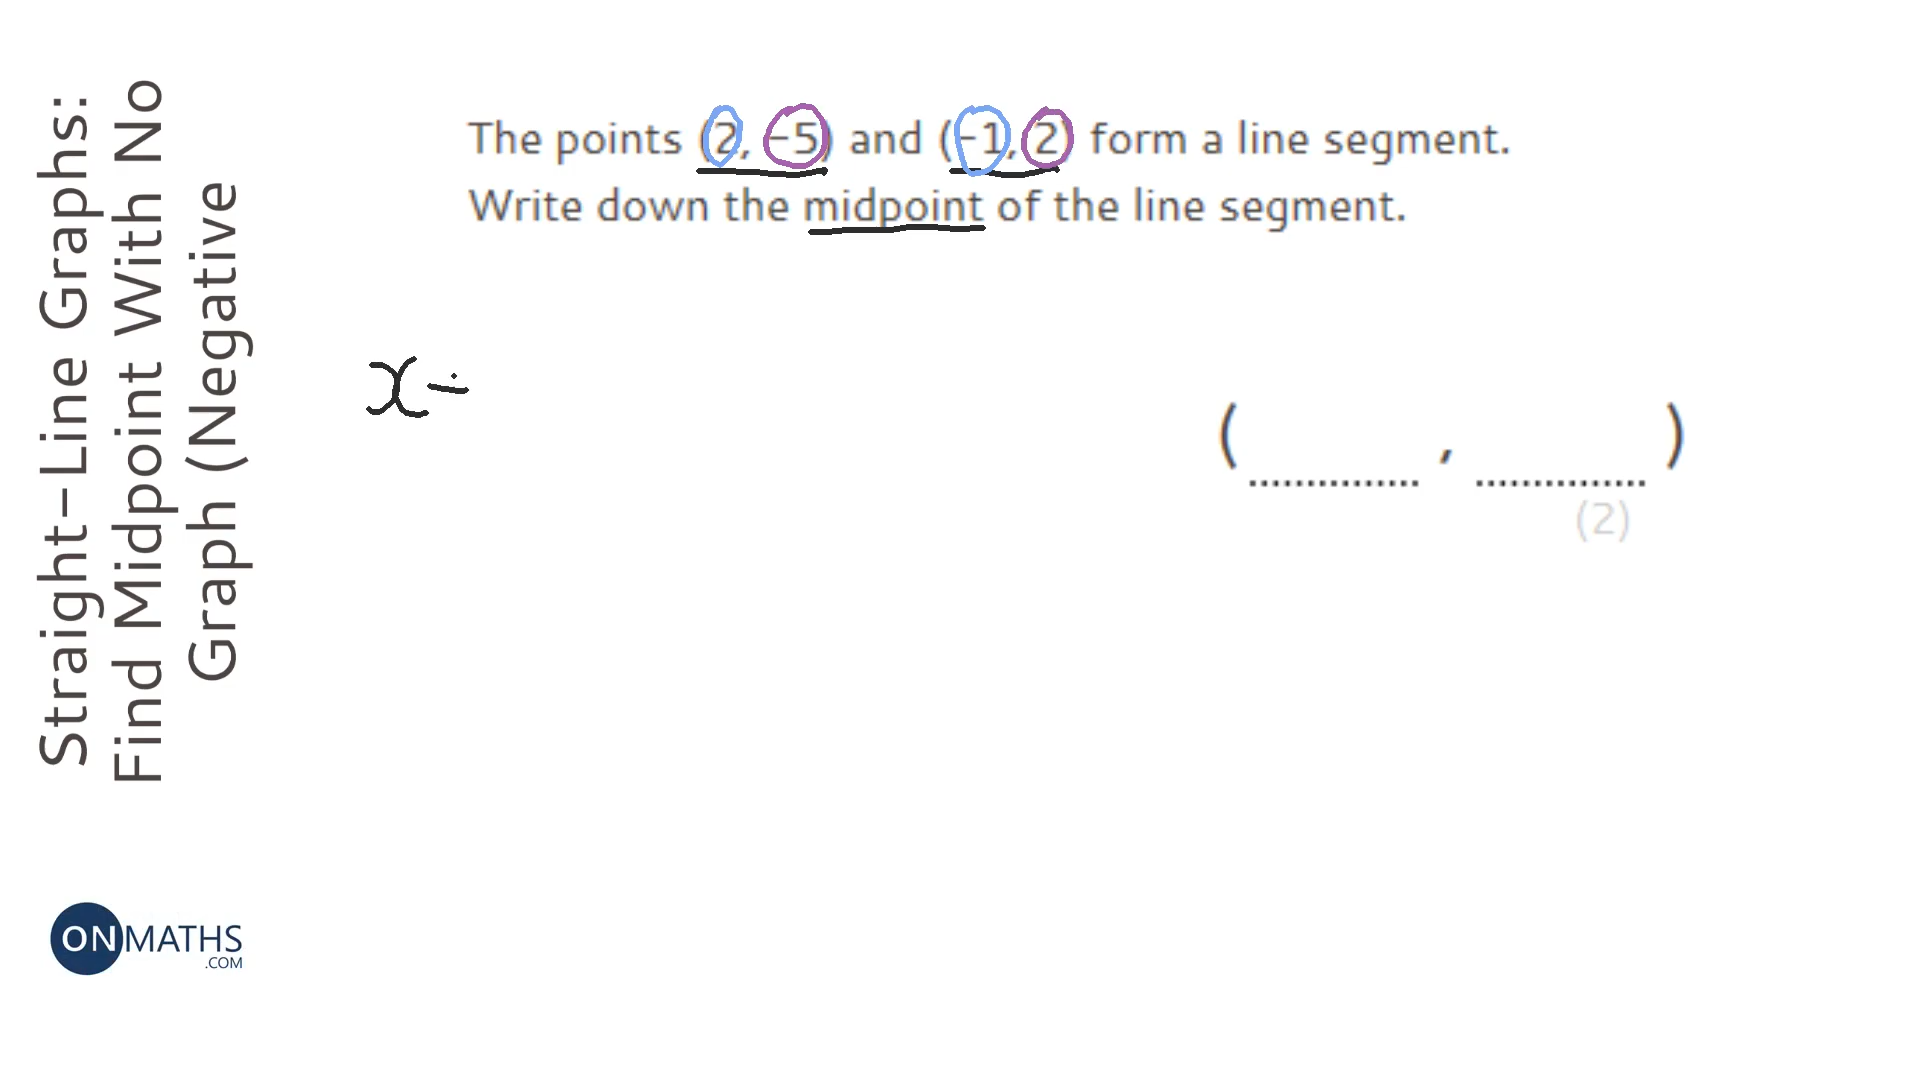 Straight-Line Graphs:
Find Midpoint With No
Graph (Negative
The points (2, -5) and (-1, 2) form a line segment.
Write down the midpoint of the line segment.
x-
( , )
(2)
ONMATHS
.COM